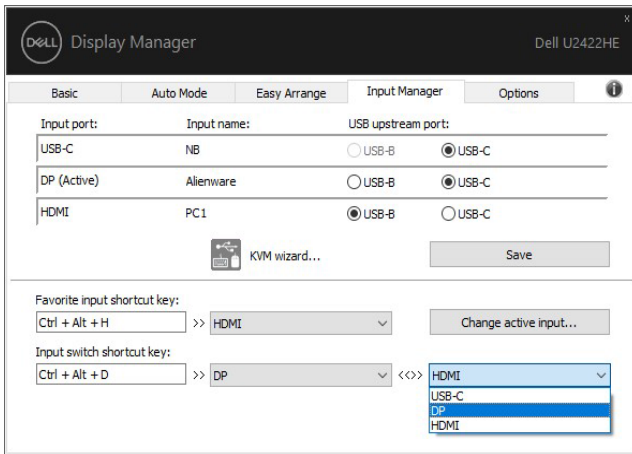 DELL Display Manager
x
Dell U2422HE
Basic Auto Mode Easy Arrange Input Manager Options
Input port: Input name: USB upstream port:
USB-C NB USB-B USB-C
DP (Active) Alienware USB-B USB-C
HDMI PC1 USB-B USB-C
KVM wizard... Save
Favorite input shortcut key:
Ctrl + Alt + H >> HDMI Change active input...
Input switch shortcut key:
Ctrl + Alt + D >> DP <<>> HDMI
USB-C
DP
HDMI